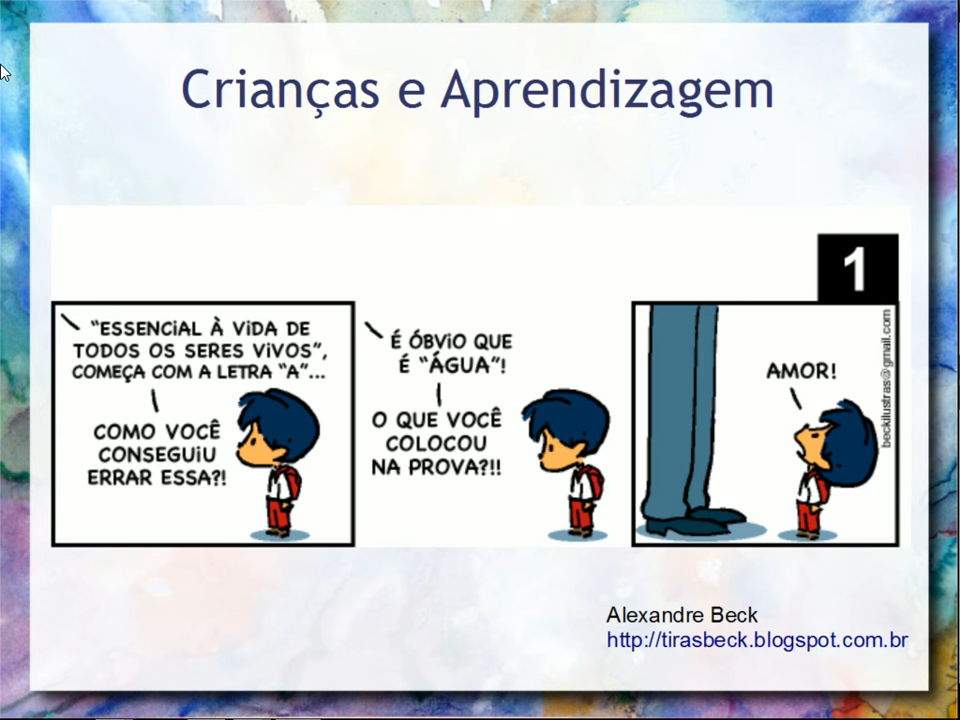 Crianças e Aprendizagem
1
"ESSENCiAL À ViDA DE
TODOS OS SERES ViVOS",
COMEÇA COM A LETRA "A"...
COMO VOCÊ
CONSEGUiU
ERRAR ESSA?!
É ÓBViO QUE
É "ÁGUA"!
O QUE VOCÊ
COLOCOU
NA PROVA?!!
AMOR!
beckilustras@gmail.com
Alexandre Beck
http://tirasbeck.blogspot.com.br